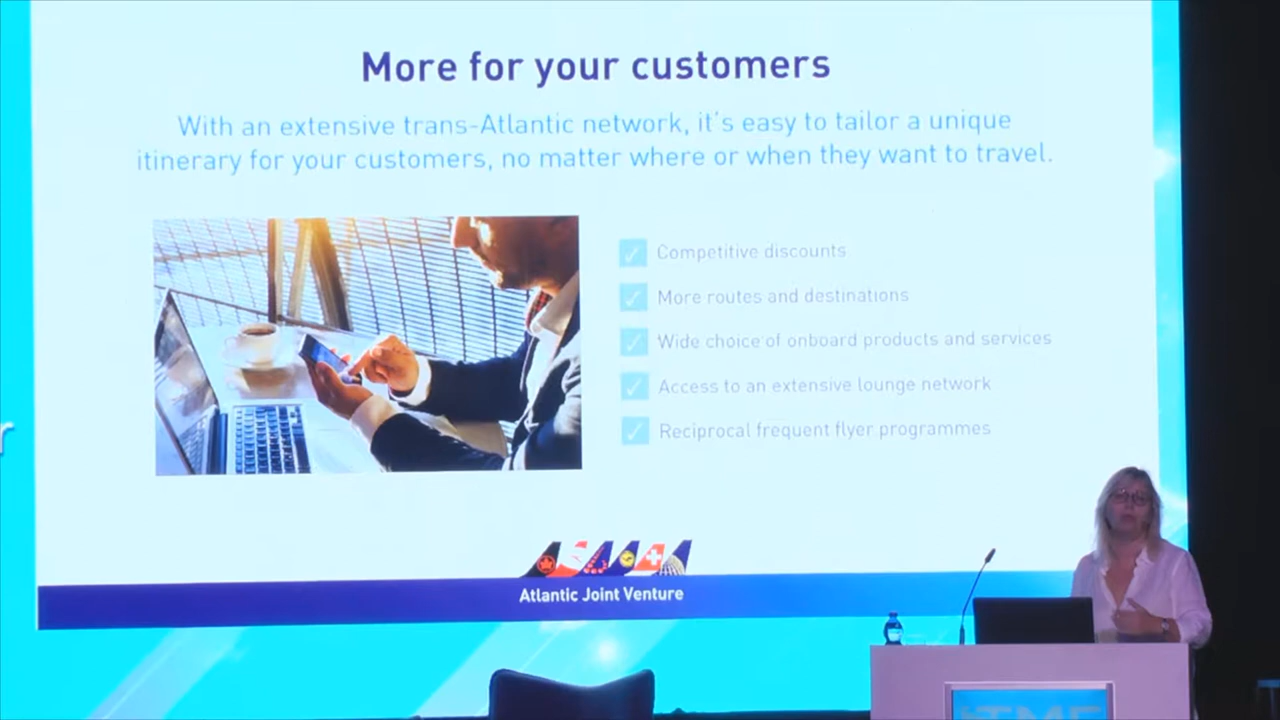 More for your customers
With an extensive trans-Atlantic network, it's easy to tailor a unique
itinerary for your customers, no matter where or when they want to travel.
Competitive discounts
More routes and destinations
Wide choice of onboard products and services
Access to an extensive lounge network
Reciprocal frequent flyer programmes
Atlantic Joint Venture